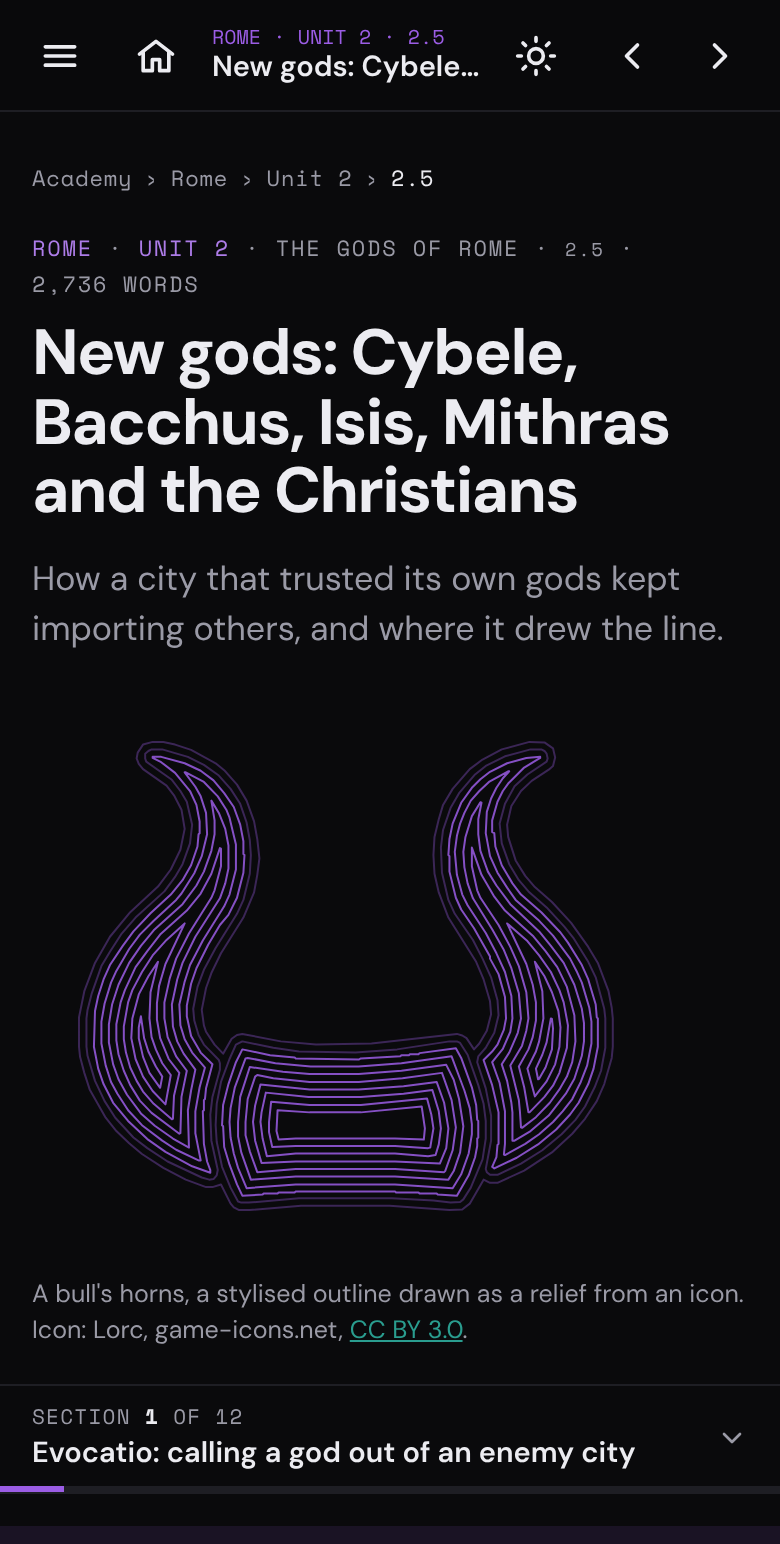 ROME · UNIT 2 · 2.5
New gods: Cybele…
Academy › Rome › Unit 2 › 2.5
ROME · UNIT 2 · THE GODS OF ROME · 2.5 ·
2,736 WORDS
New gods: Cybele,
Bacchus, Isis, Mithras
and the Christians
How a city that trusted its own gods kept
importing others, and where it drew the line.
A bull's horns, a stylised outline drawn as a relief from an icon.
Icon: Lorc, game-icons.net, CC BY 3.0.
SECTION 1 OF 12
Evocatio: calling a god out of an enemy city